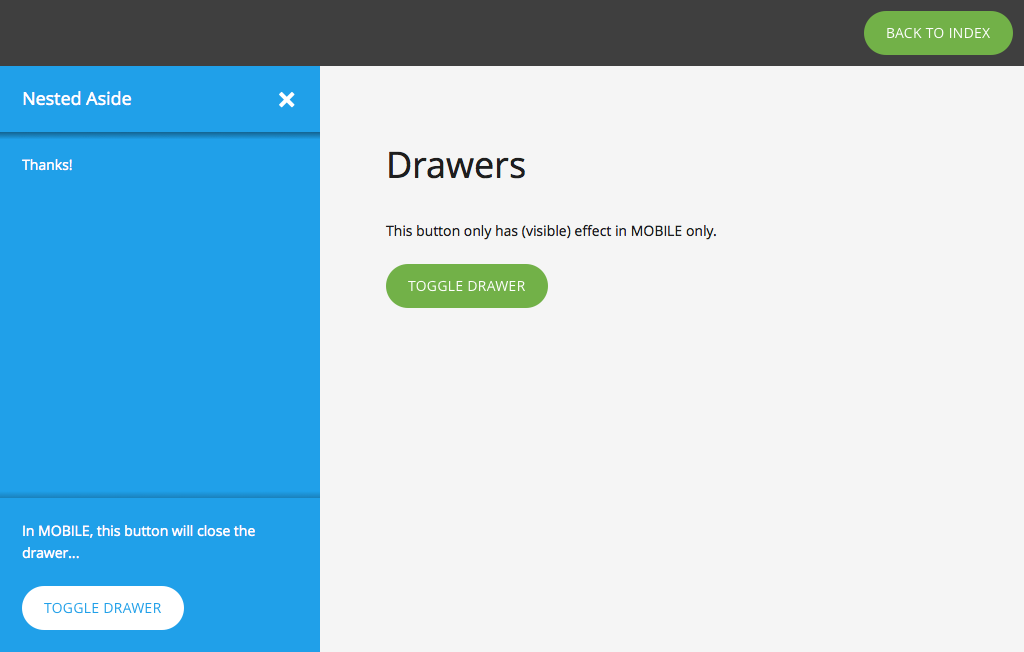 BACK TO INDEX
Nested Aside
Thanks!
In MOBILE, this button will close the
drawer...
TOGGLE DRAWER
Drawers
This button only has (visible) effect in MOBILE only.
TOGGLE DRAWER